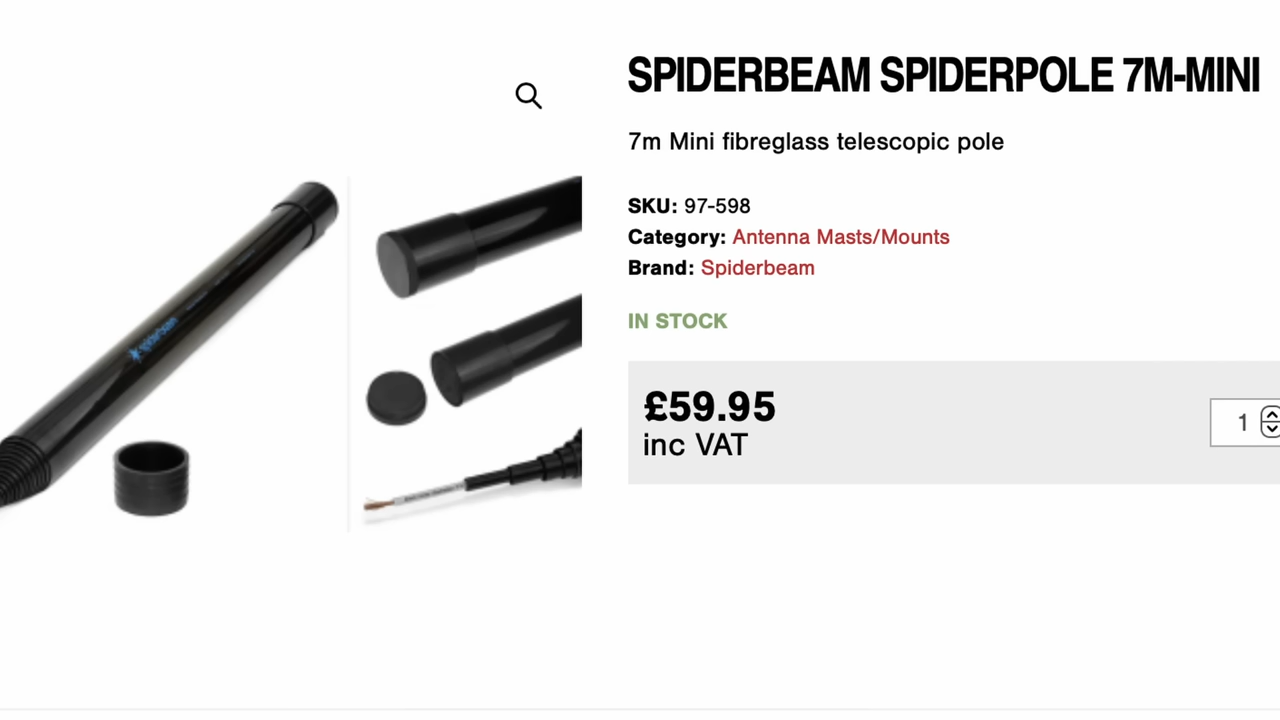 SPIDERBEAM SPIDERPOLE 7M-MINI
7m Mini fibreglass telescopic pole
SKU: 97-598
Category: Antenna Masts/Mounts
Brand: Spiderbeam
IN STOCK
£59.95
inc VAT
1
spiderbeam